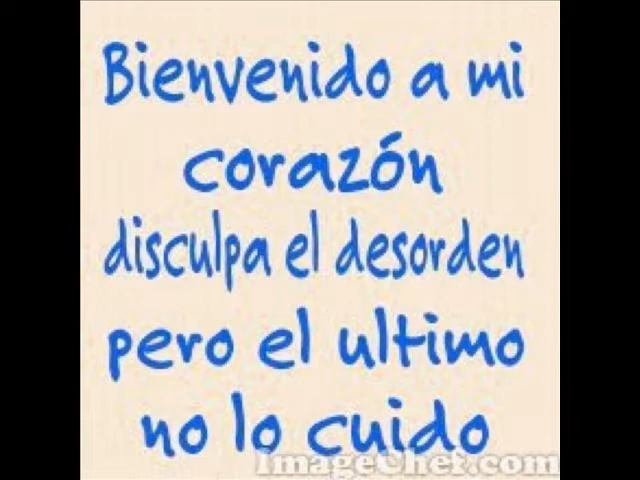 Bienvenido a mi
corazón
disculpa el desorden
pero el ultimo
no lo cuido
ImageChef.com